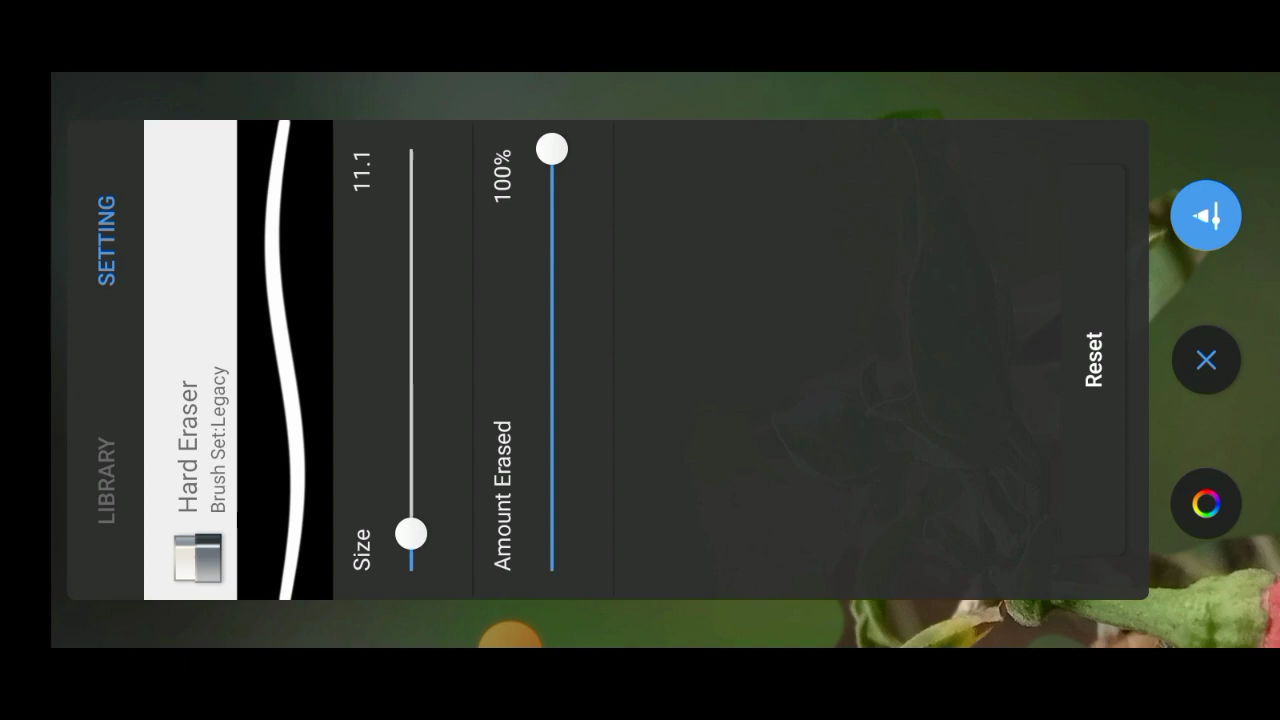 LIBRARY SETTING
Hard Eraser
Brush Set:Legacy
Size 11.1
Amount Erased 100%
Reset